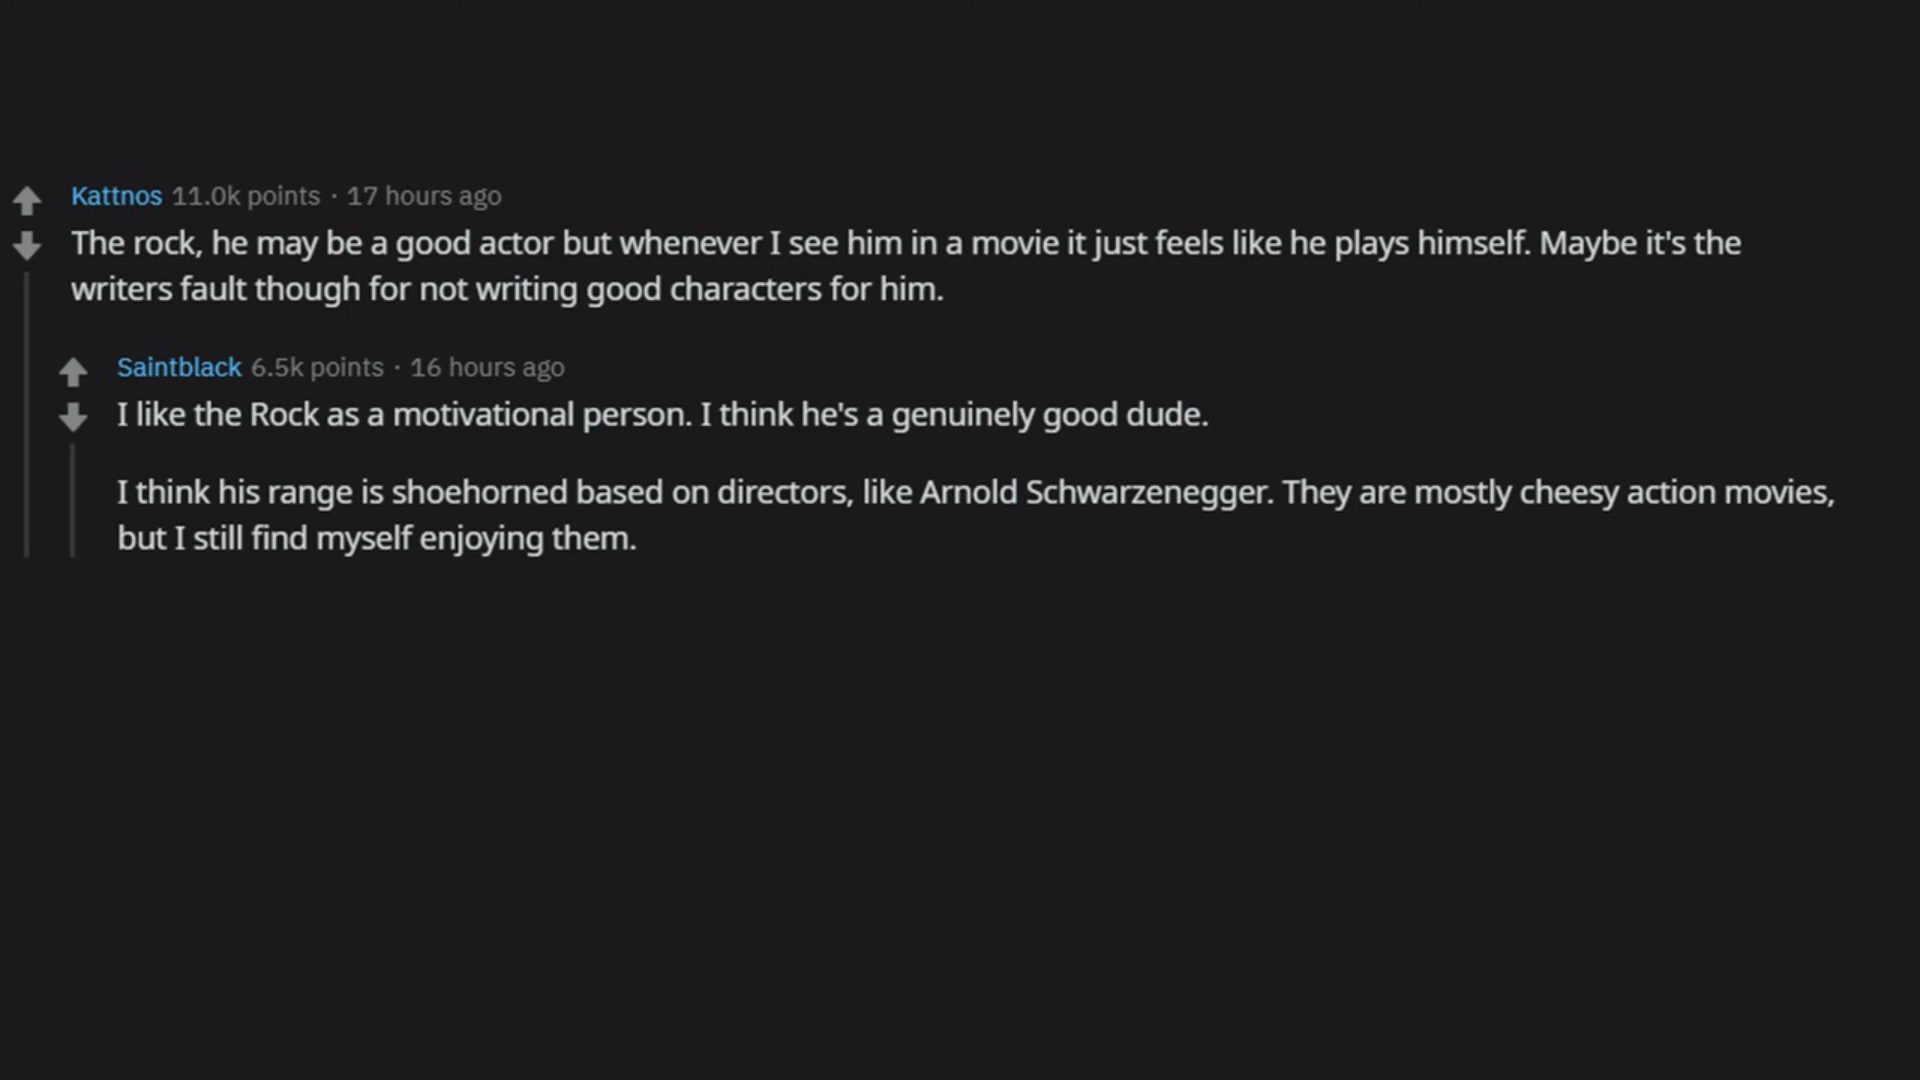 Kattnos 11.0k points · 17 hours ago
The rock, he may be a good actor but whenever I see him in a movie it just feels like he plays himself. Maybe it's the
writers fault though for not writing good characters for him.
Saintblack 6.5k points · 16 hours ago
I like the Rock as a motivational person. I think he's a genuinely good dude.
I think his range is shoehorned based on directors, like Arnold Schwarzenegger. They are mostly cheesy action movies,
but I still find myself enjoying them.